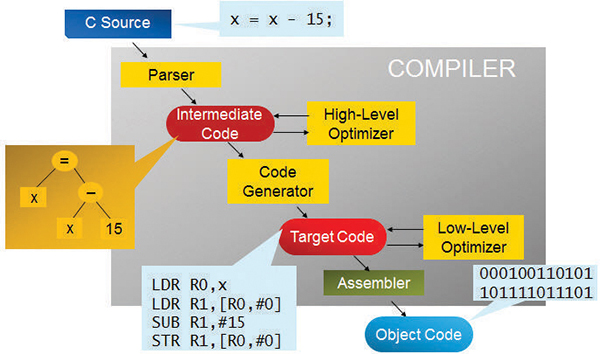 C Source
x = x - 15;
COMPILER
Parser
Intermediate
Code
High-Level
Optimizer
=
x
−
x
15
Code
Generator
Target Code
Low-Level
Optimizer
LDR R0,x
LDR R1,[R0,#0]
SUB R1,#15
STR R1,[R0,#0]
Assembler
000100110101
101111011101
Object Code